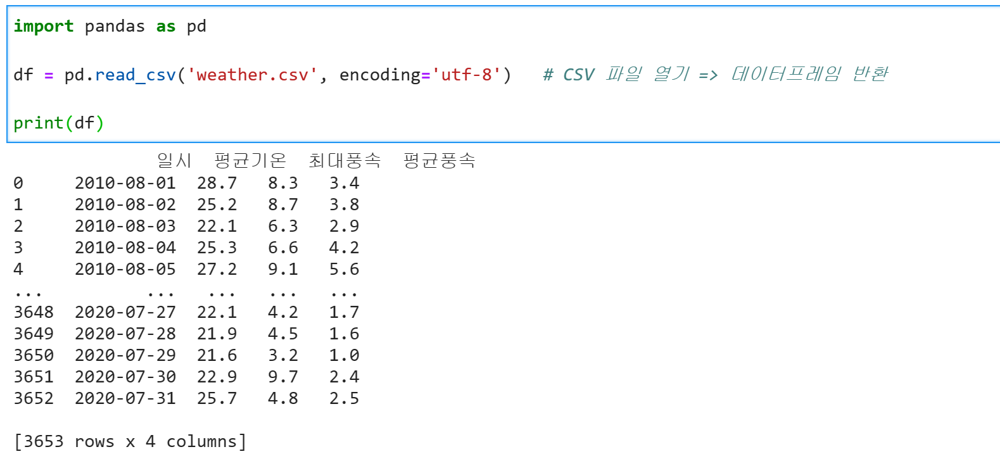 import pandas as pd
df = pd.read_csv('weather.csv', encoding='utf-8')   # CSV 파일 열기 => 데이터프레임 반환
print(df)
일시 평균기온 최대풍속 평균풍속
0 2010-08-01 28.7 8.3 3.4
1 2010-08-02 25.2 8.7 3.8
2 2010-08-03 22.1 6.3 2.9
3 2010-08-04 25.3 6.6 4.2
4 2010-08-05 27.2 9.1 5.6
... ... ... ... ...
3648 2020-07-27 22.1 4.2 1.7
3649 2020-07-28 21.9 4.5 1.6
3650 2020-07-29 21.6 3.2 1.0
3651 2020-07-30 22.9 9.7 2.4
3652 2020-07-31 25.7 4.8 2.5
[3653 rows x 4 columns]